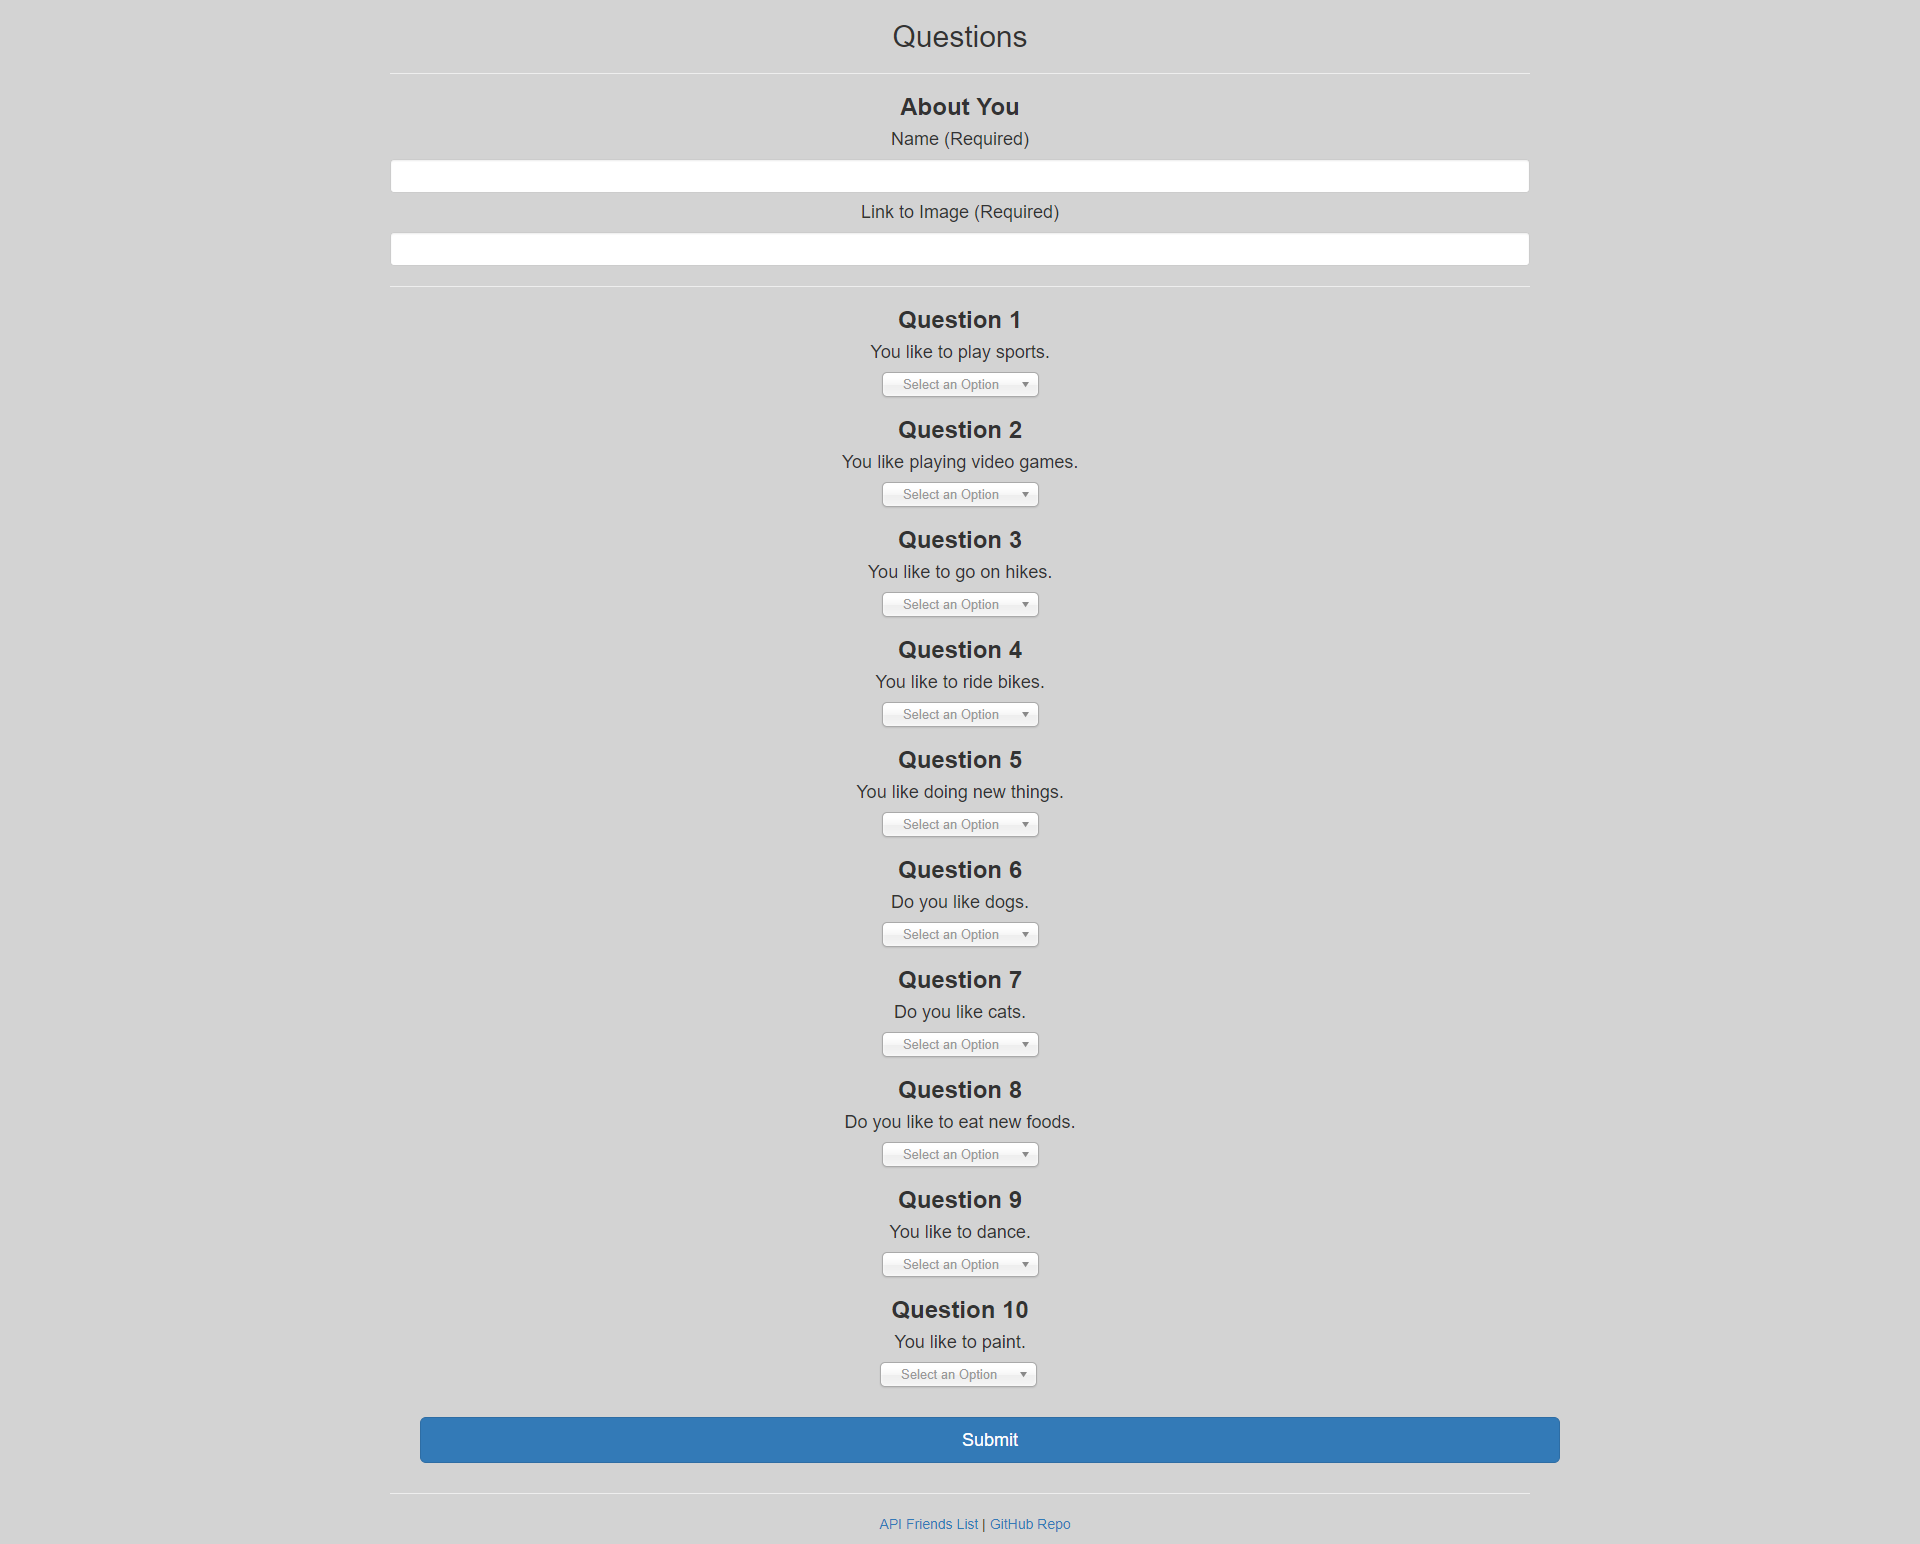 Questions
About You
Name (Required)
Link to Image (Required)
Question 1
You like to play sports.
Select an Option
Question 2
You like playing video games.
Select an Option
Question 3
You like to go on hikes.
Select an Option
Question 4
You like to ride bikes.
Select an Option
Question 5
You like doing new things.
Select an Option
Question 6
Do you like dogs.
Select an Option
Question 7
Do you like cats.
Select an Option
Question 8
Do you like to eat new foods.
Select an Option
Question 9
You like to dance.
Select an Option
Question 10
You like to paint.
Select an Option
Submit
API Friends List | GitHub Repo